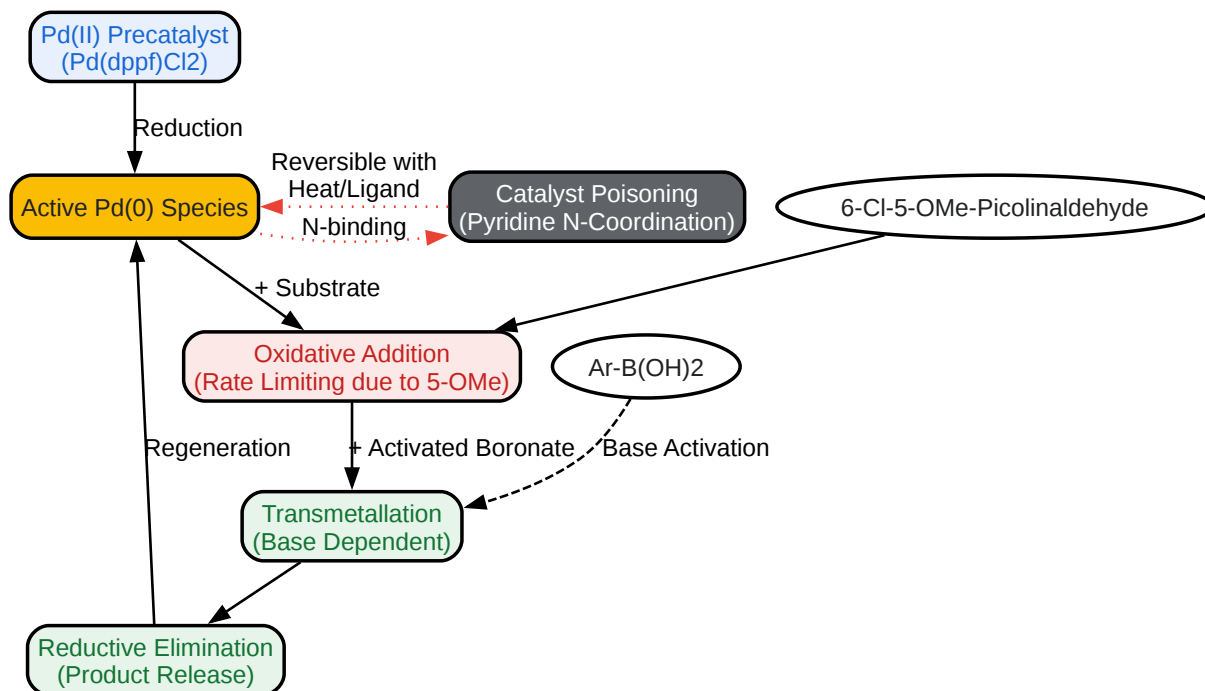 Pd(II) Precatalyst
(Pd(dppf)Cl2)
Reduction
Reversible with
Heat/Ligand
Active Pd(0) Species
N-binding
Catalyst Poisoning
(Pyridine N-Coordination)
6-Cl-5-OMe-Picolinaldehyde
+ Substrate
Oxidative Addition
(Rate Limiting due to 5-OMe)
Ar-B(OH)2
Regeneration
+ Activated Boronate
Base Activation
Transmetallation
(Base Dependent)
Reductive Elimination
(Product Release)